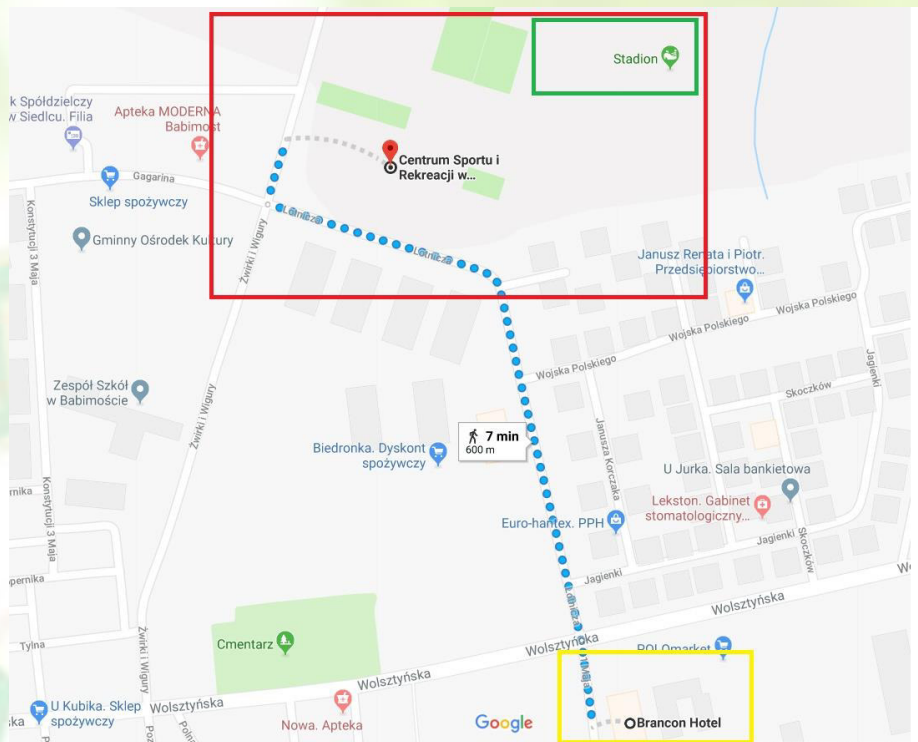 Stadion
k Spółdzielczy
w Siedlcu. Filia
Apteka MODERNA
Babimost
Centrum Sportu i
Rekreacji w...
Gagarina
Sklep spożywczy
Konstytucji 3 Maja
Lotnicza
Gminny Ośrodek Kultury
Żwirki i Wigury
Lotnicza
Janusz Renata i Piotr.
Przedsiębiorstwo...
Wojska Polskiego
Wojska Polskiego
Wojska Polskiego
Jagienki
Zespół Szkół
w Babimoście
Skoczków
Żwirki i Wigury
7 min
600 m
Janusza Korczaka
Biedronka. Dyskont
spożywczy
U Jurka. Sala bankietowa
Konstytucji 3 Maja
Lekston. Gabinet
stomatologiczny...
Euro-hantex. PPH
Jagienki
Skoczków
Jagienki
opernika
Lotnicza
Wolsztyńska
Żwirki i Wigury
Tylna
Cmentarz
Wolsztyńska
POLOmarket
1 Maja
Wolsztyńska
U Kubika. Sklep
spożywczy
Wolsztyńska
Nowa. Apteka
Google
Brancon Hotel